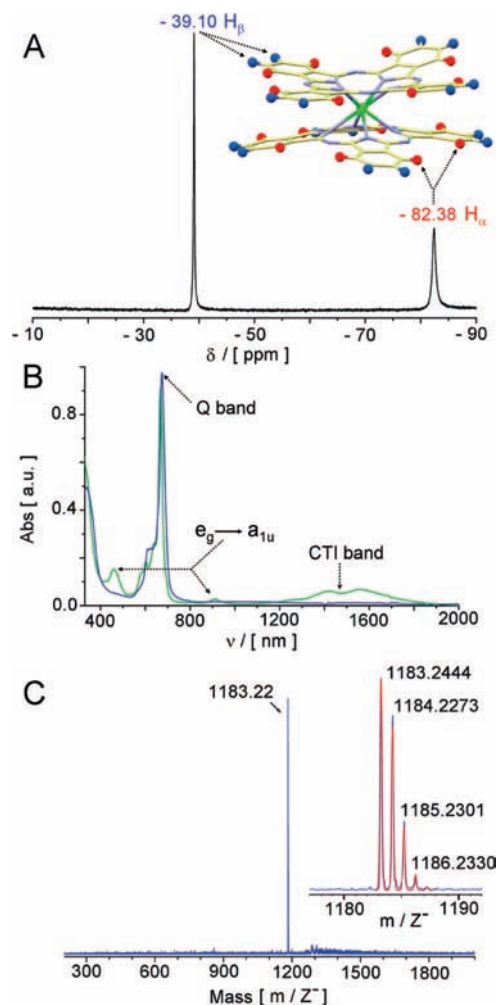 A
- 39.10 Hβ
- 82.38 Hα
- 10 - 30 - 50 - 70 - 90
δ / [ ppm ]
B
Q band
0.8
Abs [ a.u. ]
0.4
eg → a1u
CTI band
0.0
400 800 1200 1600 2000
ν / [ nm ]
C
1183.22
1183.2444
1184.2273
1185.2301
1186.2330
1180 1192
m / Z-
300 600 900 1200 1500 1800
Mass [ m / Z- ]